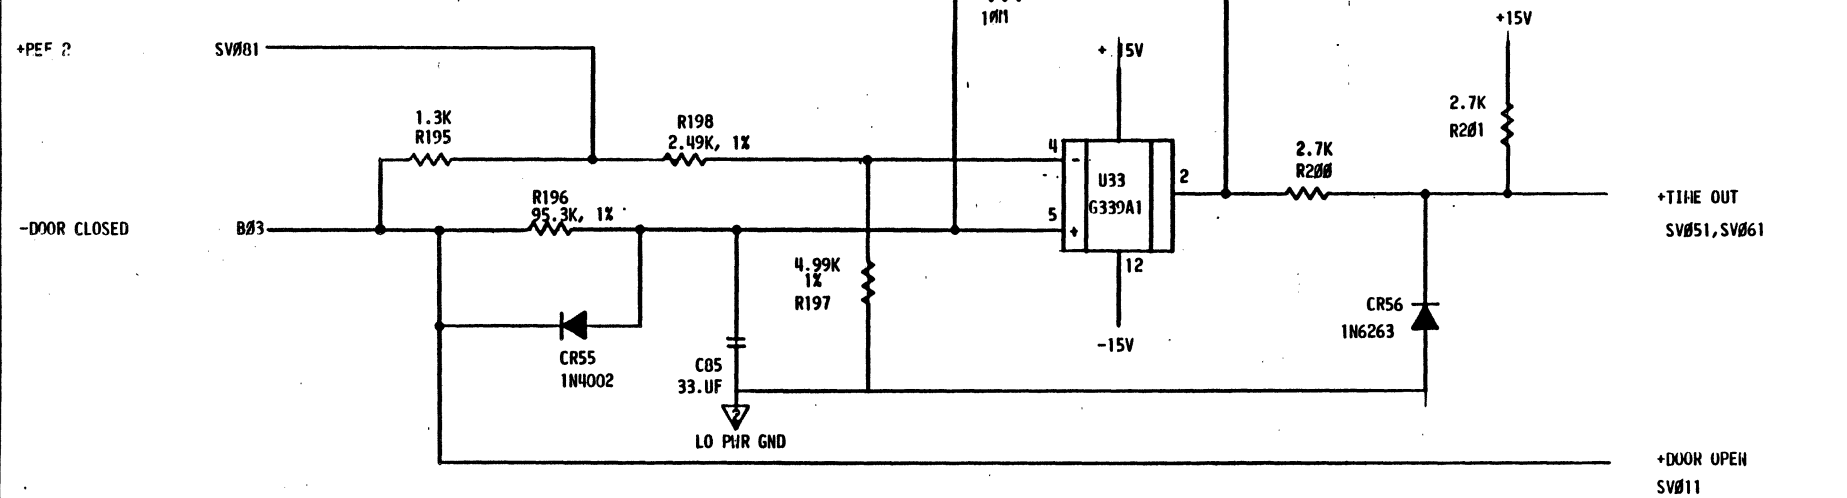 10M
+15V
+PEF 2
SVØ81
+ 15V
1.3K
R195
R198
2.49K, 1%
2.7K
R2Ø1
4
-
2.7K
R2ØØ
U33
G339A1
2
R196
95.3K, 1%
5
+
+TIME OUT
SVØ51,SVØ61
-DOOR CLOSED
BØ3
12
4.99K
1%
R197
CR56
1N6263
-15V
CR55
1N4002
C85
33.UF
2
LO PWR GND
+DOOR OPEN
SVØ11